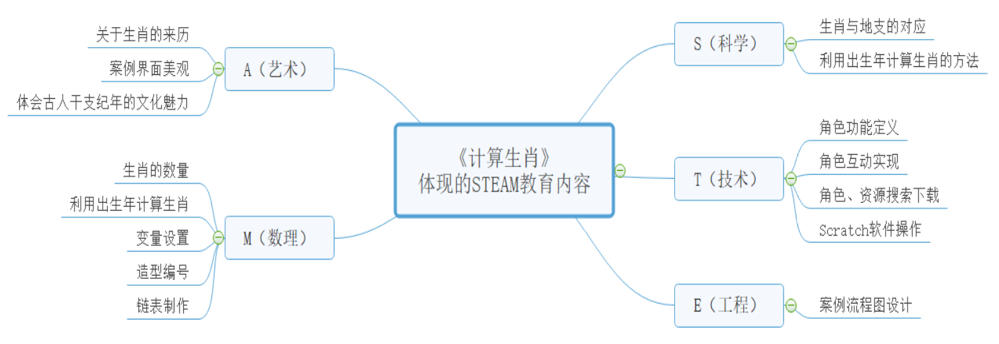 关于生肖的来历
案例界面美观
体会古人干支纪年的文化魅力
A（艺术）
生肖的数量
利用出生年计算生肖
变量设置
造型编号
链表制作
M（数理）
《计算生肖》
体现的STEAM教育内容
S（科学）
生肖与地支的对应
利用出生年计算生肖的方法
T（技术）
角色功能定义
角色互动实现
角色、资源搜索下载
Scratch软件操作
E（工程）
案例流程图设计